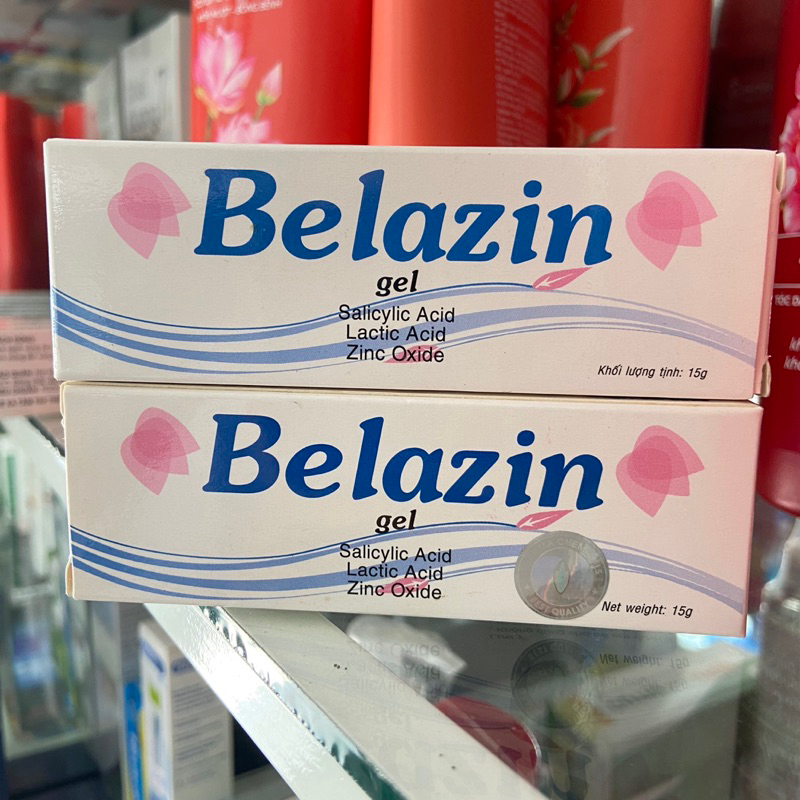 Belazin
gel
Salicylic Acid
Lactic Acid
Zinc Oxide
Khối lượng tịnh: 15g
Belazin
gel
Salicylic Acid
Lactic Acid
Zinc Oxide
Net weight: 15g